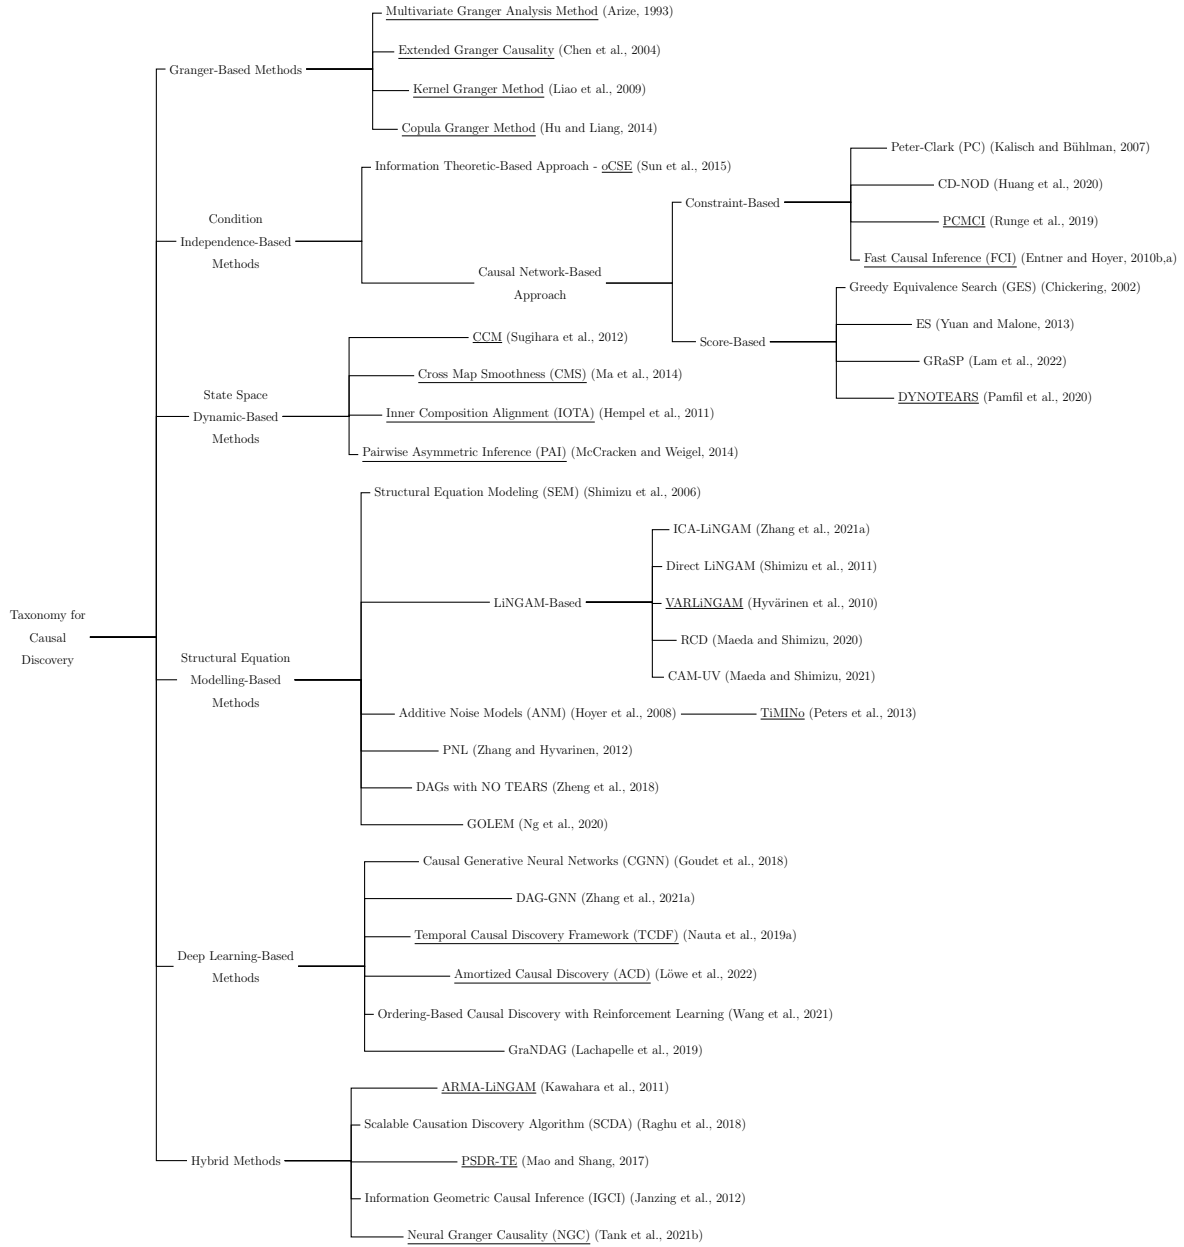 Taxonomy for
Causal
Discovery
Granger-Based Methods
Multivariate Granger Analysis Method (Arize, 1993)
Extended Granger Causality (Chen et al., 2004)
Kernel Granger Method (Liao et al., 2009)
Copula Granger Method (Hu and Liang, 2014)
Condition
Independence-Based
Methods
Information Theoretic-Based Approach - oCSE (Sun et al., 2015)
Causal Network-Based
Approach
Constraint-Based
Peter-Clark (PC) (Kalisch and Bühlman, 2007)
CD-NOD (Huang et al., 2020)
PCMCI (Runge et al., 2019)
Fast Causal Inference (FCI) (Entner and Hoyer, 2010b,a)
Score-Based
Greedy Equivalence Search (GES) (Chickering, 2002)
ES (Yuan and Malone, 2013)
GRaSP (Lam et al., 2022)
DYNOTEARS (Pamfil et al., 2020)
State Space
Dynamic-Based
Methods
CCM (Sugihara et al., 2012)
Cross Map Smoothness (CMS) (Ma et al., 2014)
Inner Composition Alignment (IOTA) (Hempel et al., 2011)
Pairwise Asymmetric Inference (PAI) (McCracken and Weigel, 2014)
Structural Equation
Modelling-Based
Methods
Structural Equation Modeling (SEM) (Shimizu et al., 2006)
LiNGAM-Based
ICA-LiNGAM (Zhang et al., 2021a)
Direct LiNGAM (Shimizu et al., 2011)
VARLiNGAM (Hyvärinen et al., 2010)
RCD (Maeda and Shimizu, 2020)
CAM-UV (Maeda and Shimizu, 2021)
Additive Noise Models (ANM) (Hoyer et al., 2008)
TiMINo (Peters et al., 2013)
PNL (Zhang and Hyvarinen, 2012)
DAGs with NO TEARS (Zheng et al., 2018)
GOLEM (Ng et al., 2020)
Deep Learning-Based
Methods
Causal Generative Neural Networks (CGNN) (Goudet et al., 2018)
DAG-GNN (Zhang et al., 2021a)
Temporal Causal Discovery Framework (TCDF) (Nauta et al., 2019a)
Amortized Causal Discovery (ACD) (Löwe et al., 2022)
Ordering-Based Causal Discovery with Reinforcement Learning (Wang et al., 2021)
GraNDAG (Lachapelle et al., 2019)
Hybrid Methods
ARMA-LiNGAM (Kawahara et al., 2011)
Scalable Causation Discovery Algorithm (SCDA) (Raghu et al., 2018)
PSDR-TE (Mao and Shang, 2017)
Information Geometric Causal Inference (IGCI) (Janzing et al., 2012)
Neural Granger Causality (NGC) (Tank et al., 2021b)